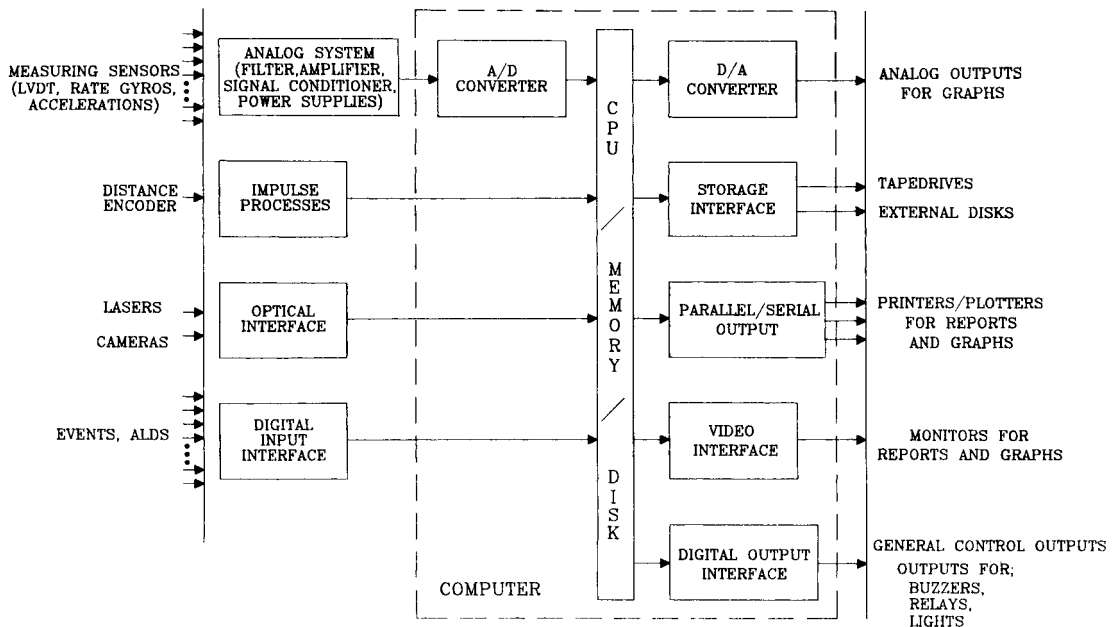 MEASURING SENSORS
(LVDT, RATE GYROS,
ACCELERATIONS)
ANALOG SYSTEM
(FILTER,AMPLIFIER,
SIGNAL CONDITIONER,
POWER SUPPLIES)
A/D
CONVERTER
D/A
CONVERTER
ANALOG OUTPUTS
FOR GRAPHS
DISTANCE
ENCODER
IMPULSE
PROCESSES
STORAGE
INTERFACE
TAPEDRIVES
EXTERNAL DISKS
LASERS
CAMERAS
OPTICAL
INTERFACE
CPU / MEMORY / DISK
PARALLEL/SERIAL
OUTPUT
PRINTERS/PLOTTERS
FOR REPORTS
AND GRAPHS
EVENTS, ALDS
DIGITAL
INPUT
INTERFACE
VIDEO
INTERFACE
MONITORS FOR
REPORTS AND GRAPHS
DIGITAL OUTPUT
INTERFACE
GENERAL CONTROL OUTPUTS
OUTPUTS FOR;
BUZZERS,
RELAYS,
LIGHTS
COMPUTER